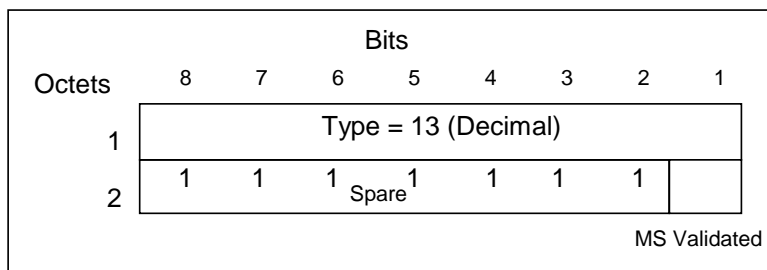 Bits
Octets 8 7 6 5 4 3 2 1
1 Type = 13 (Decimal)
2 1 1 1 1 1 1 1
Spare
MS Validated